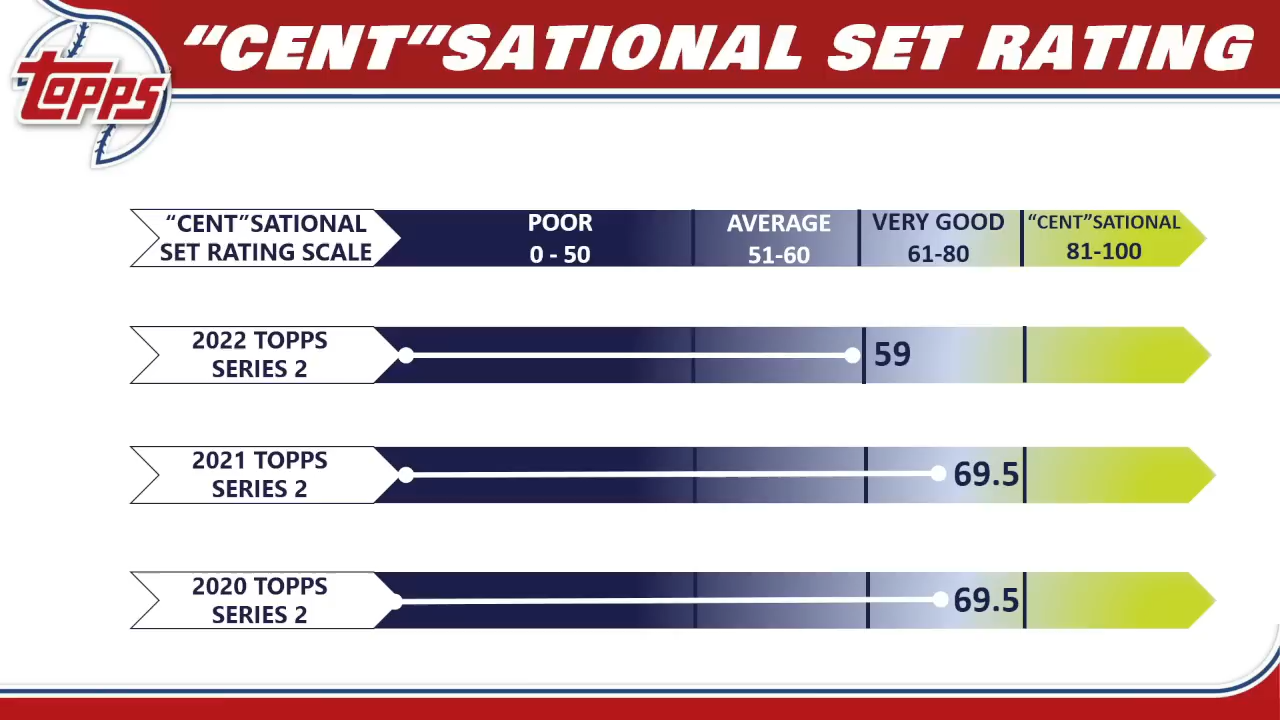 TOPPS
“CENT”SATIONAL SET RATING
“CENT”SATIONAL
SET RATING SCALE
POOR
0 - 50
AVERAGE
51-60
VERY GOOD
61-80
“CENT”SATIONAL
81-100
2022 TOPPS
SERIES 2
59
2021 TOPPS
SERIES 2
69.5
2020 TOPPS
SERIES 2
69.5